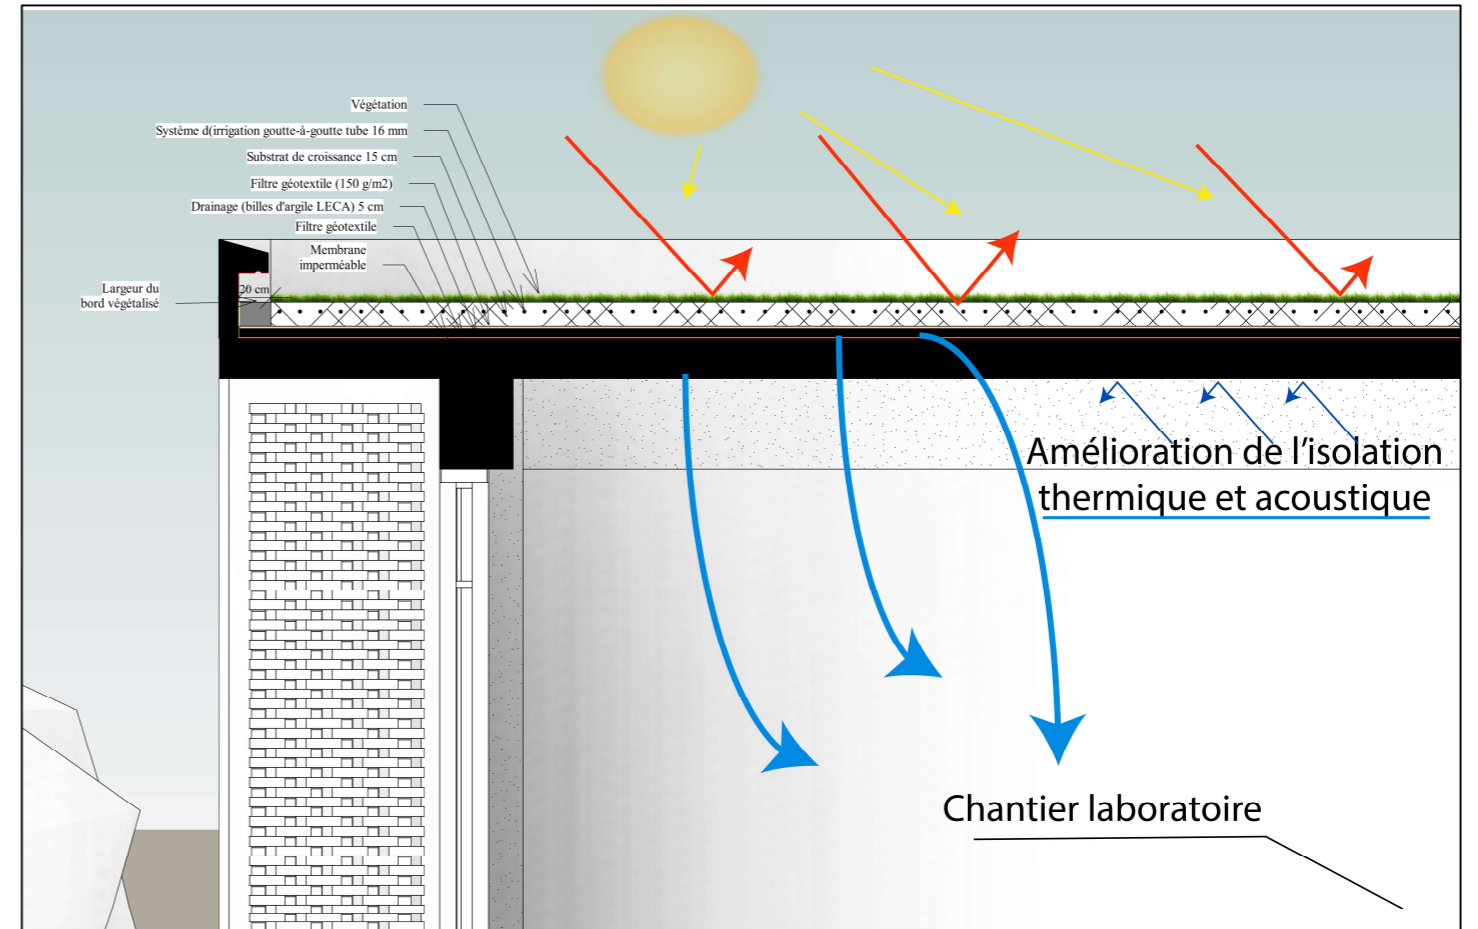 Végétation
Système d(irrigation goutte-à-goutte tube 16 mm
Substrat de croissance 15 cm
Filtre géotextile (150 g/m2)
Drainage (billes d'argile LECA) 5 cm
Filtre géotextile
Membrane
imperméable
Largeur du
bord végétalisé
20 cm
Amélioration de l'isolation
thermique et acoustique
Chantier laboratoire